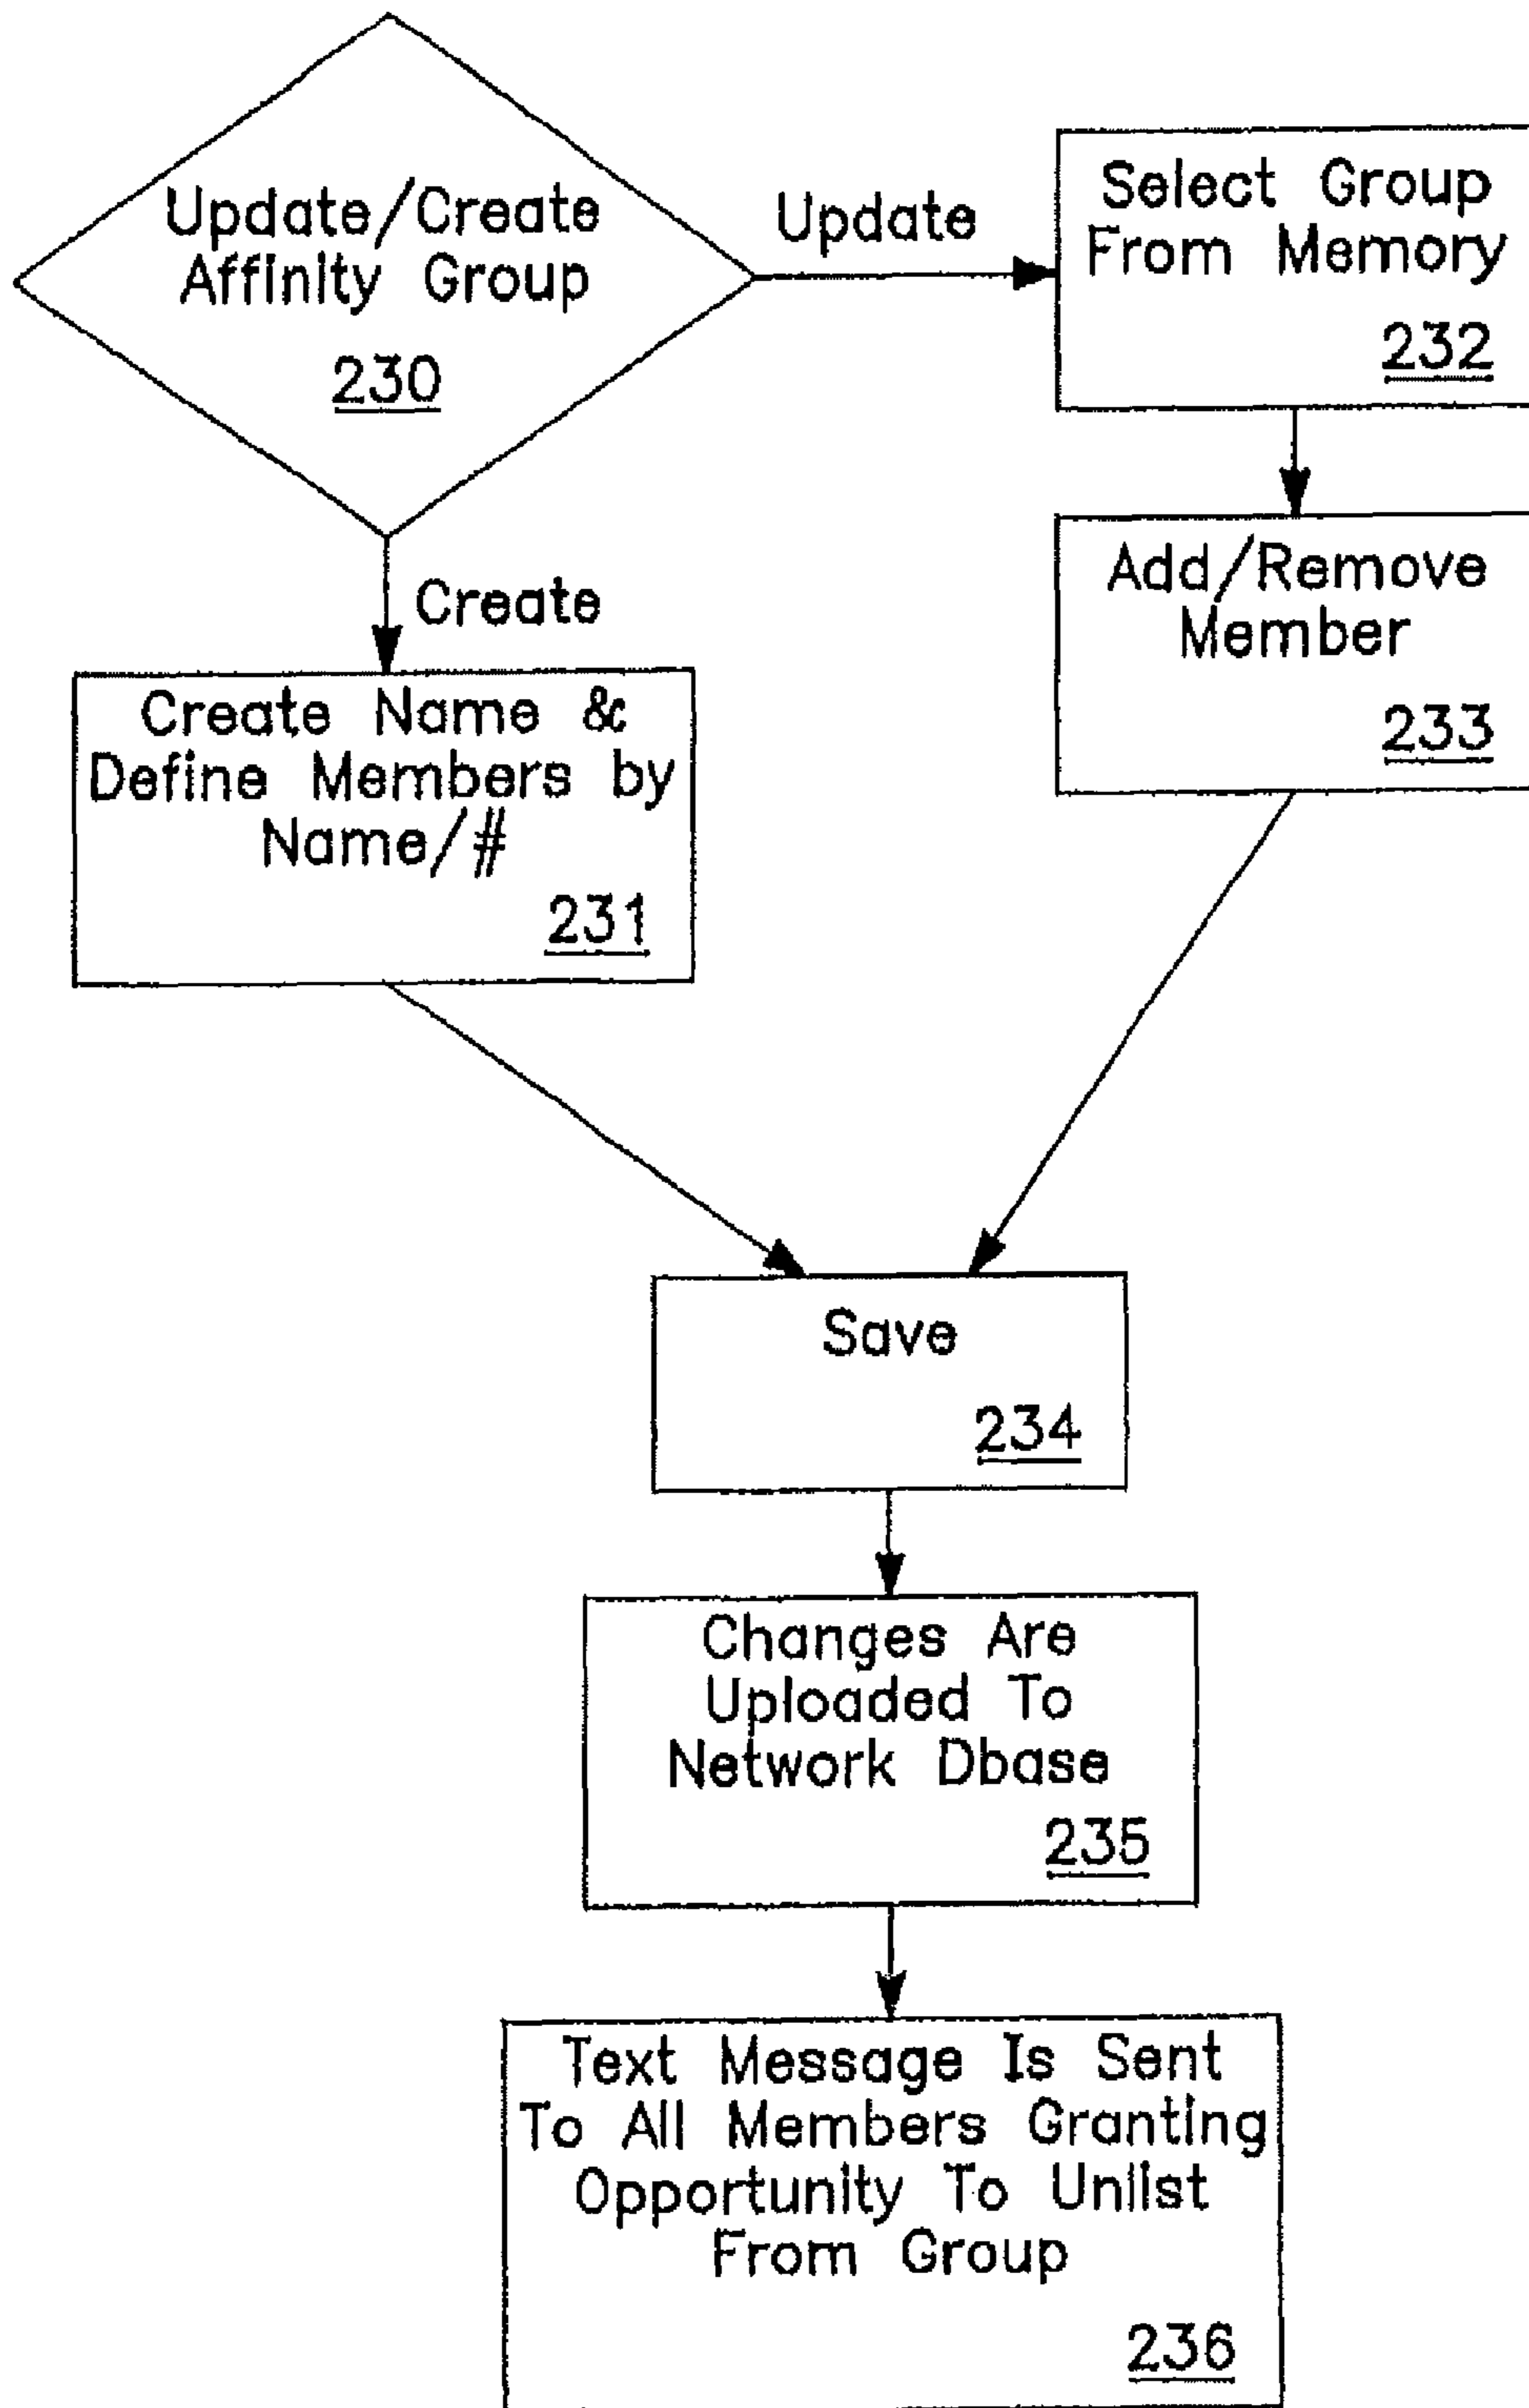 Update/Create
Affinity Group
230
Update
Select Group
From Memory
232
Add/Remove
Member
233
Create
Create Name &
Define Members by
Name/#
231
Save
234
Changes Are
Uploaded To
Network Dbase
235
Text Message Is Sent
To All Members Granting
Opportunity To Unlist
From Group
236